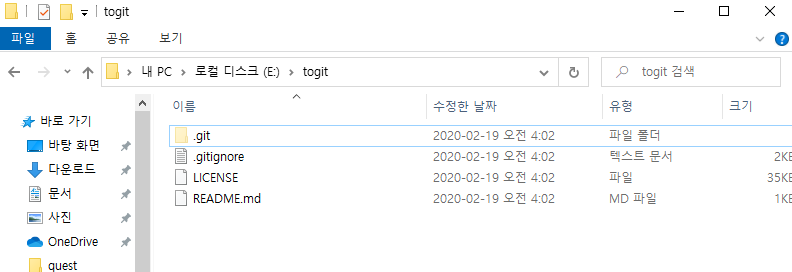 togit
파일 홈 공유 보기
내 PC 로컬 디스크 (E:) togit togit 검색
이름 수정한 날짜 유형 크기
바로 가기
.git 2020-02-19 오전 4:02 파일 폴더
바탕 화면
.gitignore 2020-02-19 오전 4:02 텍스트 문서 2KB
다운로드
LICENSE 2020-02-19 오전 4:02 파일 35KB
문서
README.md 2020-02-19 오전 4:02 MD 파일 1KB
사진
OneDrive
quest